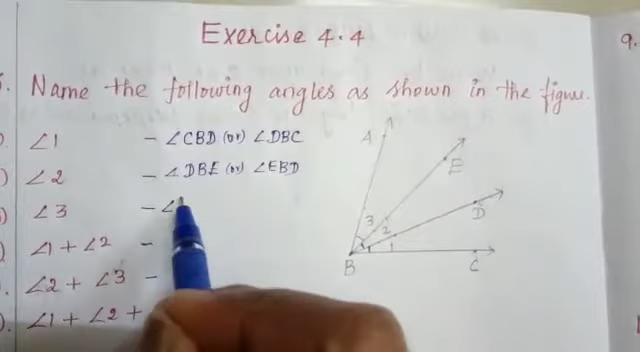 Exercise 4.4
9.
Name the following angles as shown in the figure.
∠1 - ∠CBD (or) ∠DBC
∠2 - ∠DBE (or) ∠EBD
∠3 - ∠
∠1 + ∠2 -
∠2 + ∠3 -
∠1 + ∠2 +
A
E
D
3
2
1
B
C